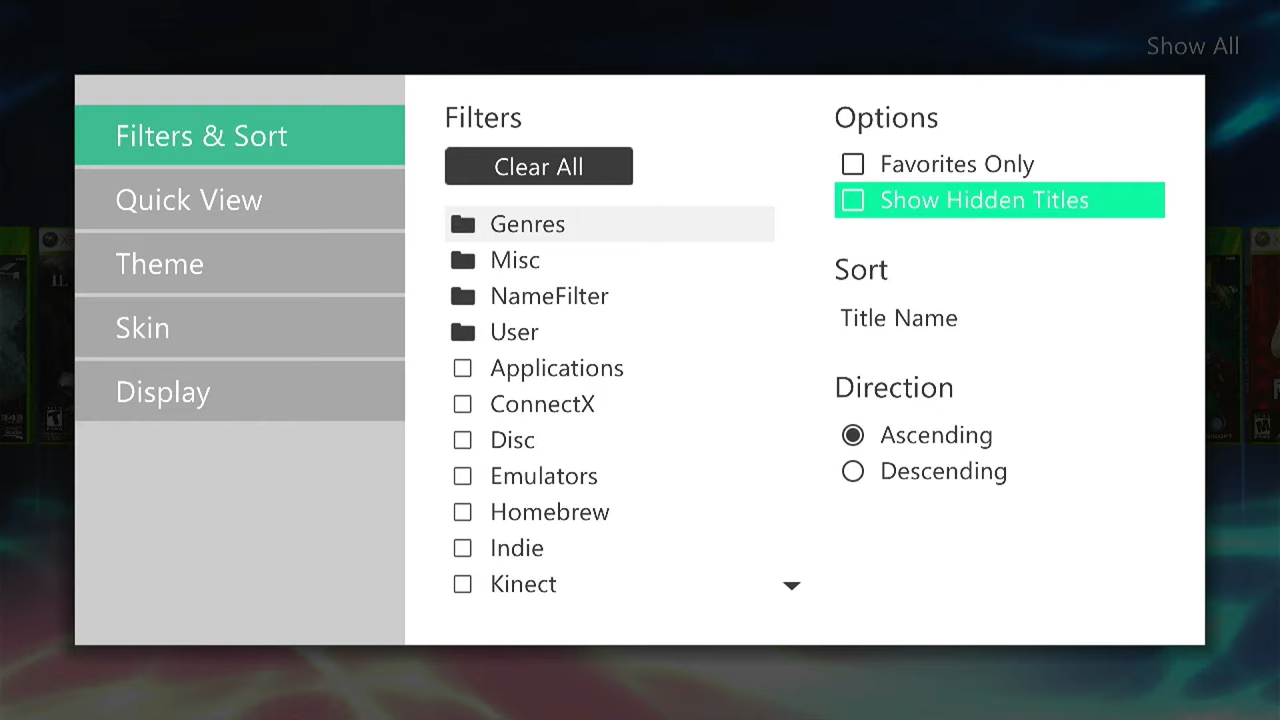 Show All
Filters & Sort
Quick View
Theme
Skin
Display
Filters
Clear All
Genres
Misc
NameFilter
User
Applications
ConnectX
Disc
Emulators
Homebrew
Indie
Kinect
Options
Favorites Only
Show Hidden Titles
Sort
Title Name
Direction
Ascending
Descending